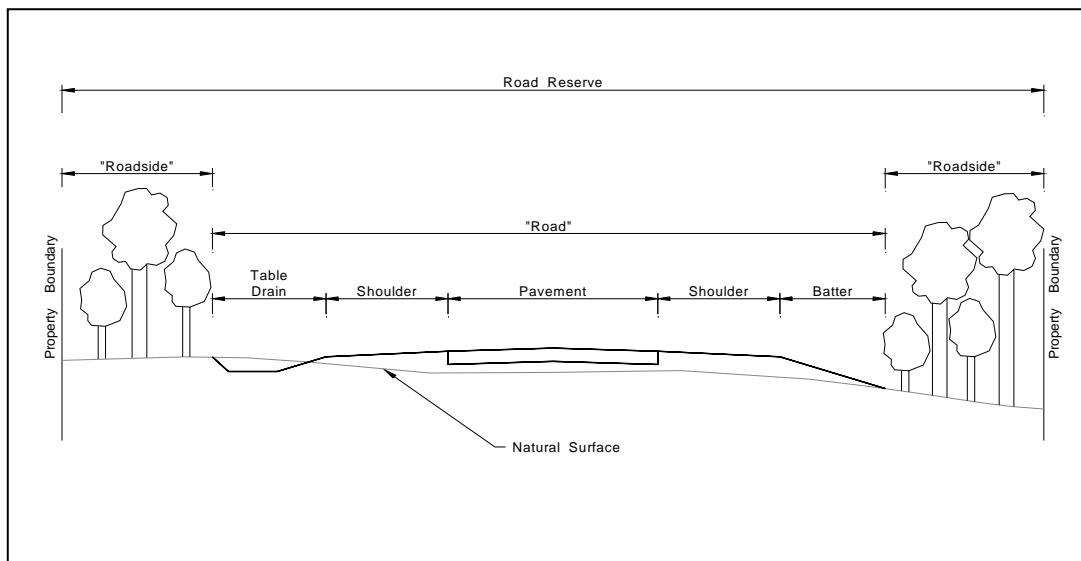 Road Reserve
"Roadside"
"Roadside"
"Road"
Table
Drain
Shoulder
Pavement
Shoulder
Batter
Property Boundary
Property Boundary
Natural Surface